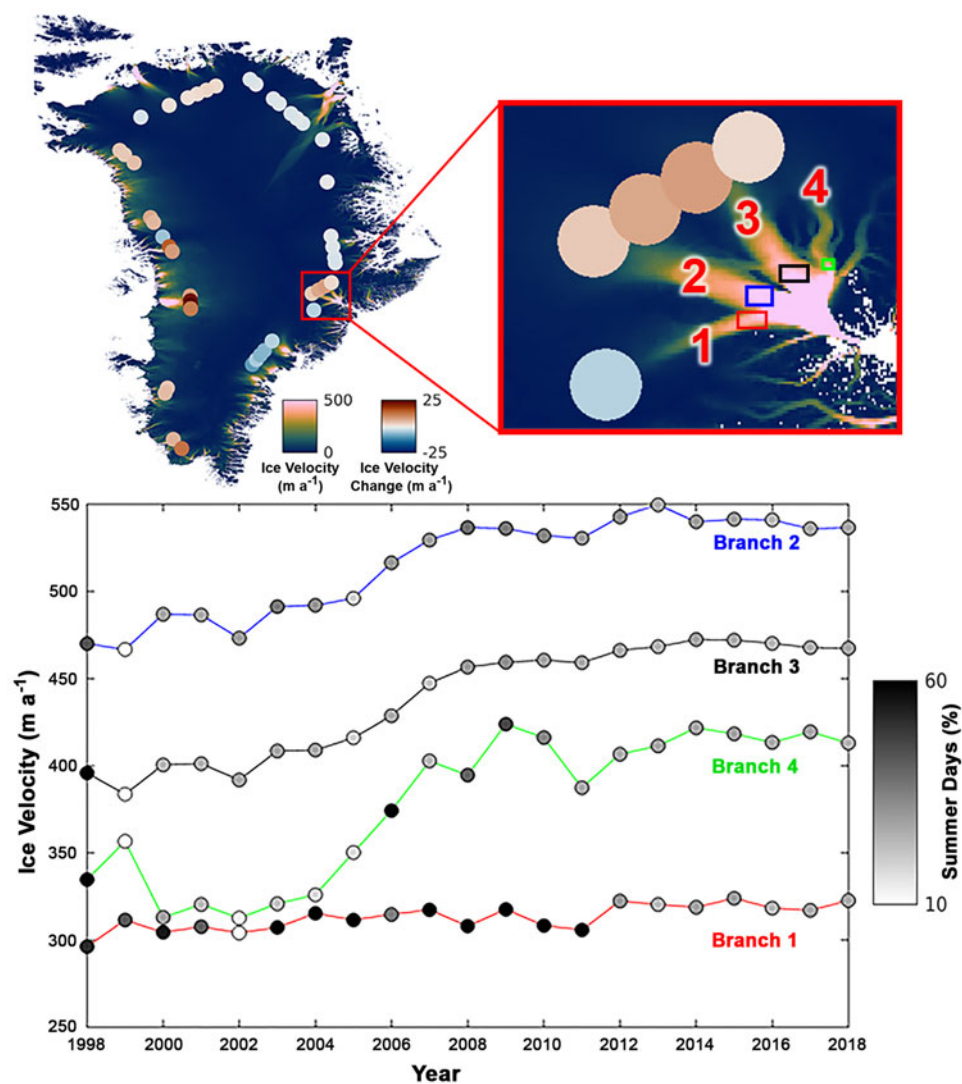 4
3
2
1
500
0
Ice Velocity
(m a⁻¹)
25
-25
Ice Velocity
Change (m a⁻¹)
550
500
450
400
350
300
250
Ice Velocity (m a⁻¹)
Branch 2
Branch 3
Branch 4
Branch 1
60
10
Summer Days (%)
1998
2000
2002
2004
2006
2008
2010
2012
2014
2016
2018
Year